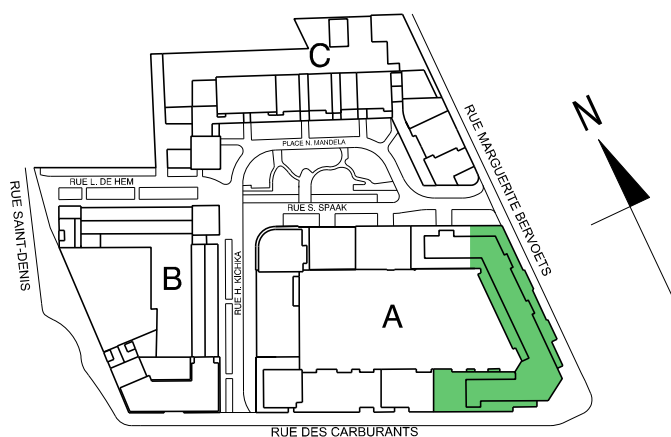 C
N
RUE MARGUERITE BERVOETS
PLACE N. MANDELA
RUE L. DE HEM
RUE SAINT-DENIS
RUE S. SPAAK
RUE H. KICHKA
B
A
RUE DES CARBURANTS